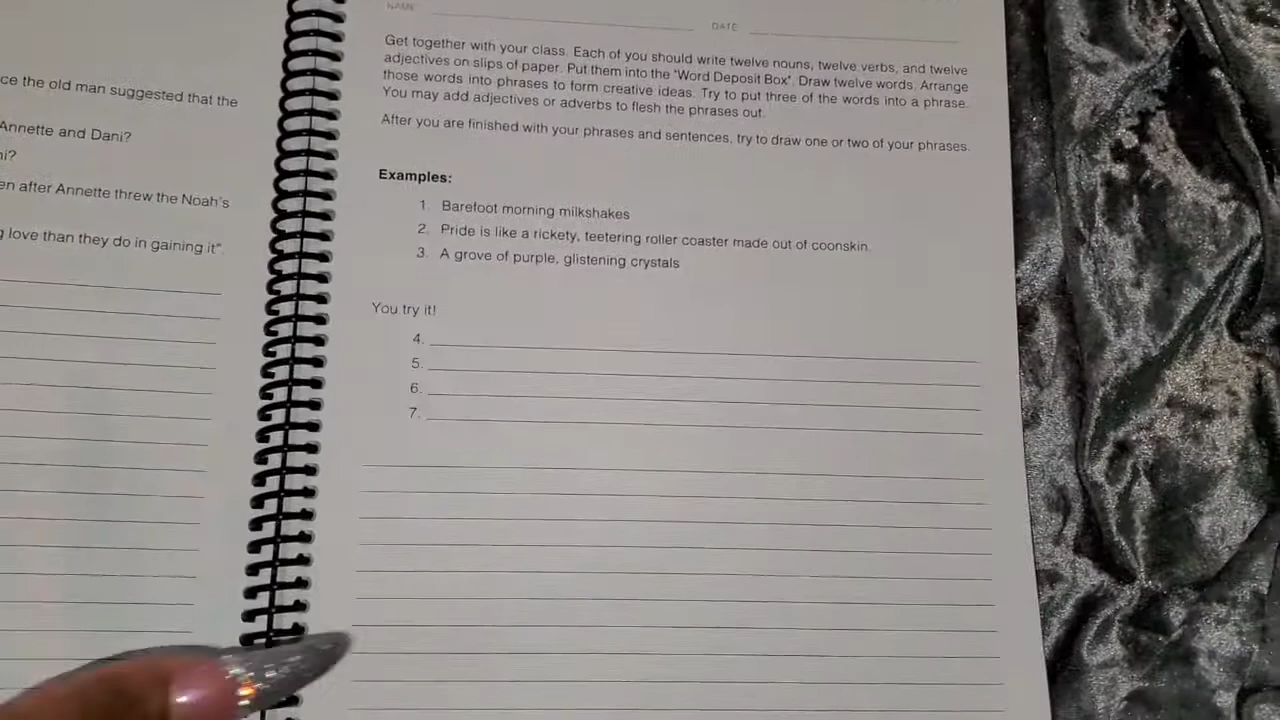 ce the old man suggested that the
Annette and Dani?
ni?
en after Annette threw the Noah's
g love than they do in gaining it".
NAME
DATE
Get together with your class. Each of you should write twelve nouns, twelve verbs, and twelve
adjectives on slips of paper. Put them into the "Word Deposit Box". Draw twelve words. Arrange
those words into phrases to form creative ideas. Try to put three of the words into a phrase.
You may add adjectives or adverbs to flesh the phrases out.
After you are finished with your phrases and sentences, try to draw one or two of your phrases.
Examples:
1. Barefoot morning milkshakes
2. Pride is like a rickety, teetering roller coaster made out of coonskin.
3. A grove of purple, glistening crystals
You try it!
4.
5.
6.
7.